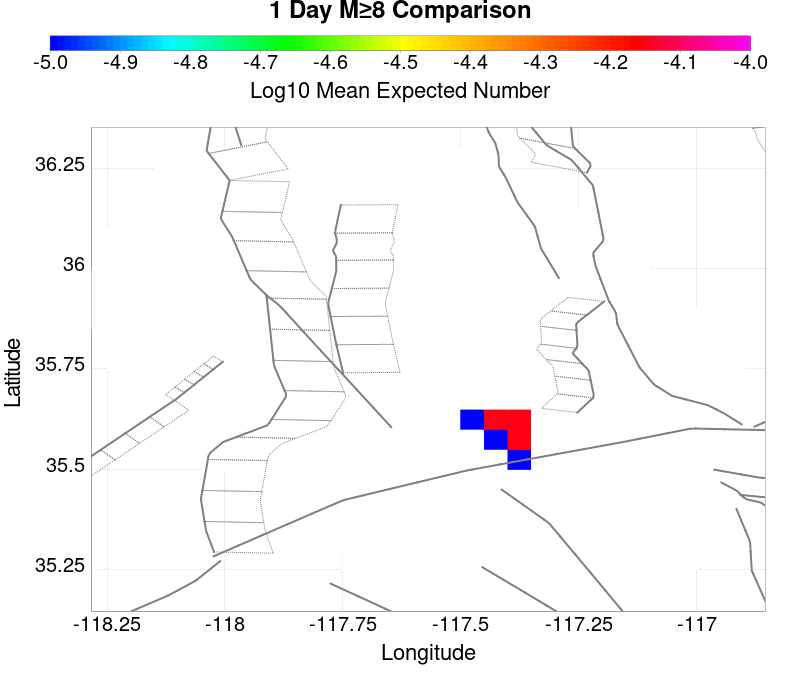 1 Day M≥8 Comparison
-5.0 -4.9 -4.8 -4.7 -4.6 -4.5 -4.4 -4.3 -4.2 -4.1 -4.0
Log10 Mean Expected Number
36.25
36
35.75
Latitude
35.5
35.25
-118.25 -118 -117.75 -117.5 -117.25 -117
Longitude